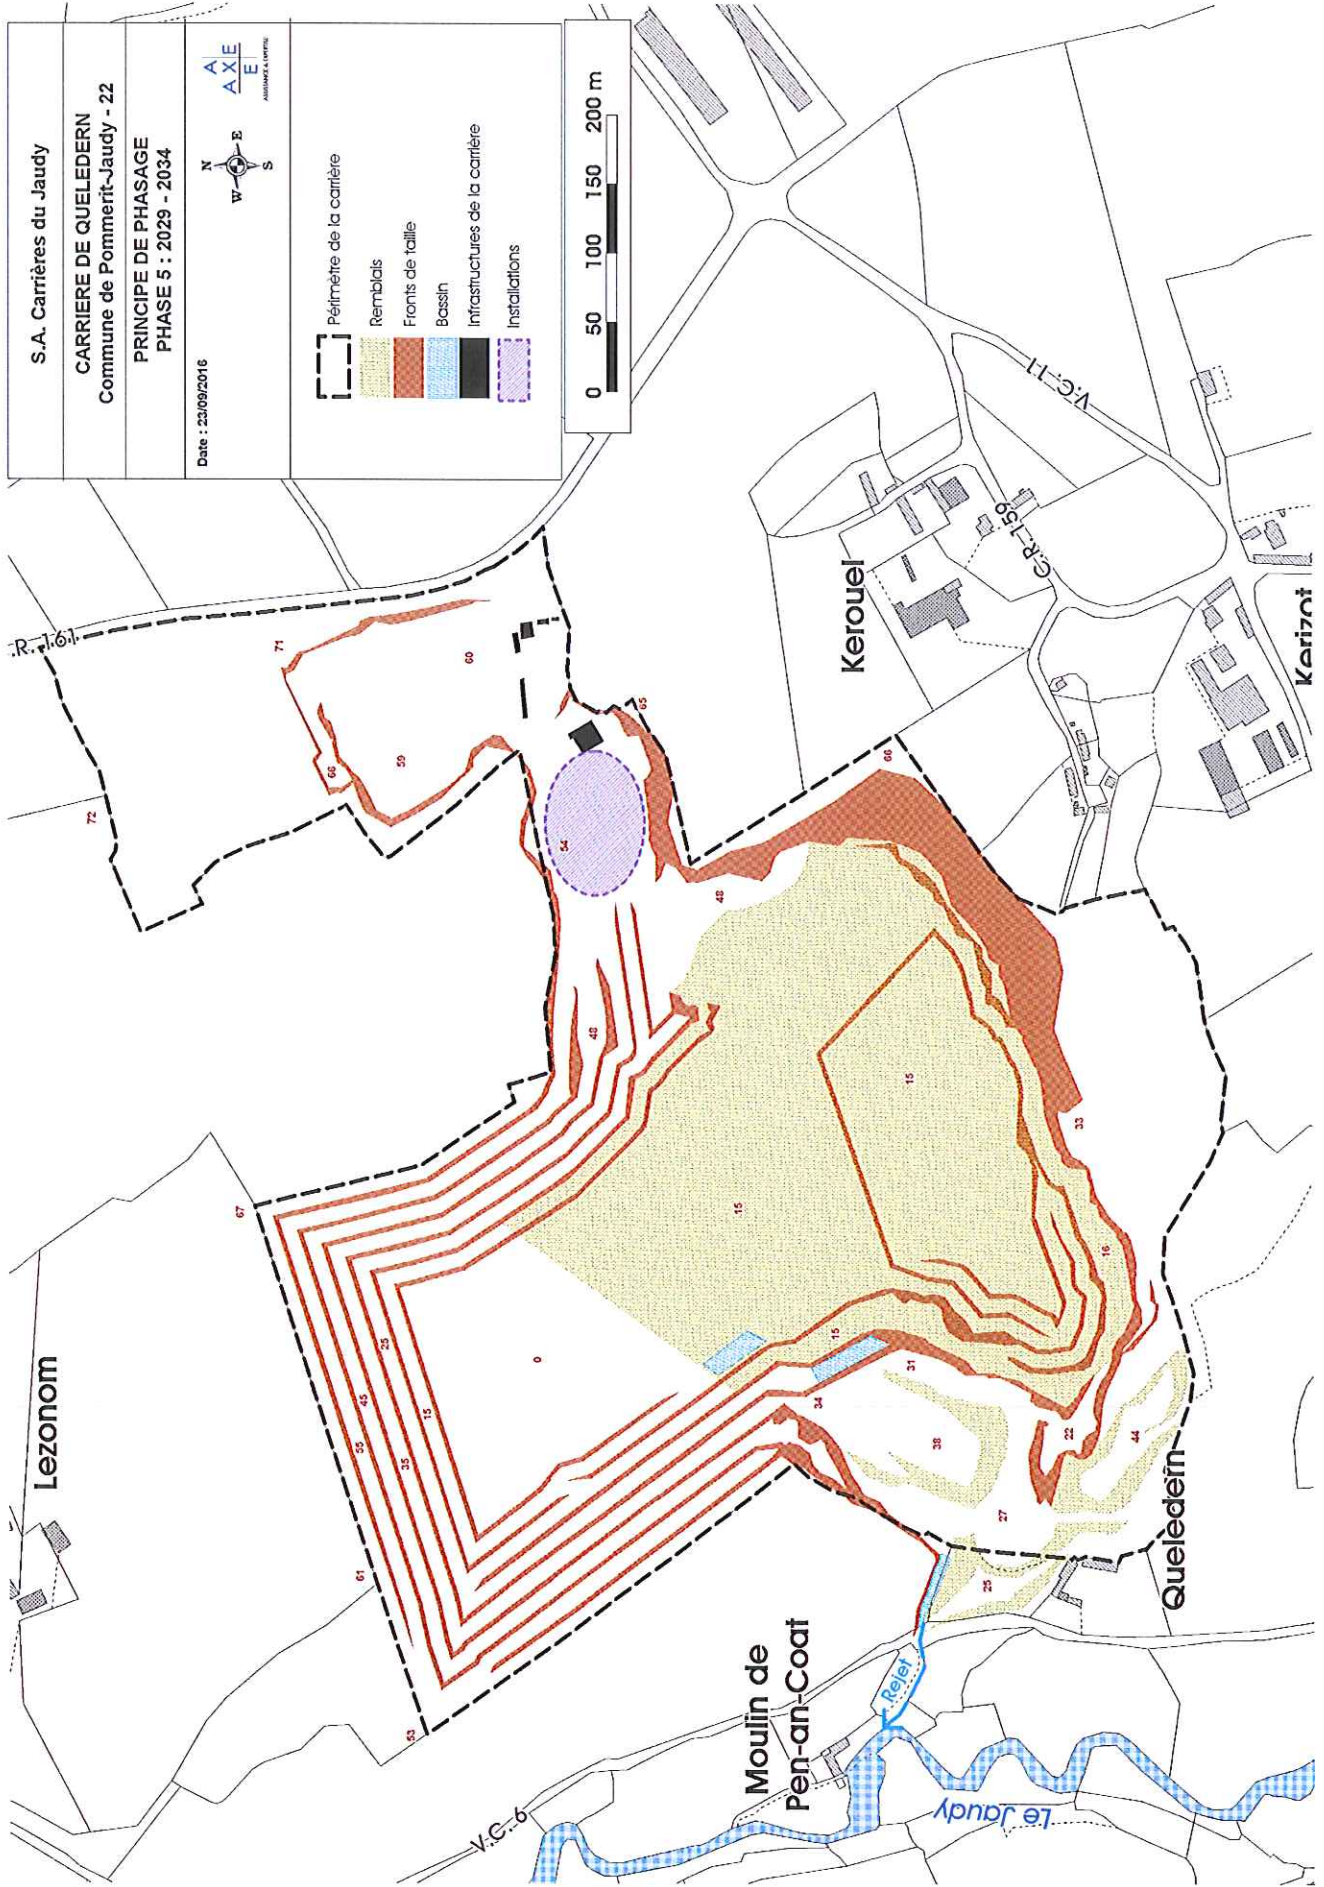 S.A. Carrières du Jaudy
CARRIERE DE QUELEDERN
Commune de Pommerit-Jaudy - 22
PRINCIPE DE PHASAGE
PHASE 5 : 2029 - 2034
Date : 23/09/2016
N
W E
S
A
A X E
E
ASSISTANCE & EXPERTISE
Périmètre de la carrière
Remblais
Fronts de taille
Bassin
Infrastructures de la carrière
Installations
0 50 100 150 200 m
Lezonom
Kerouel
Kerizot
Queledern
Moulin de
Pen-an-Coat
Rejet
Le Jaudy
V.C. 6
V.C. 11
C.R. 159
.R. 161
53
61
67
72
71
66
59
60
54
65
66
48
48
55
45
35
25
15
0
15
15
15
34
31
38
33
16
22
44
27
25